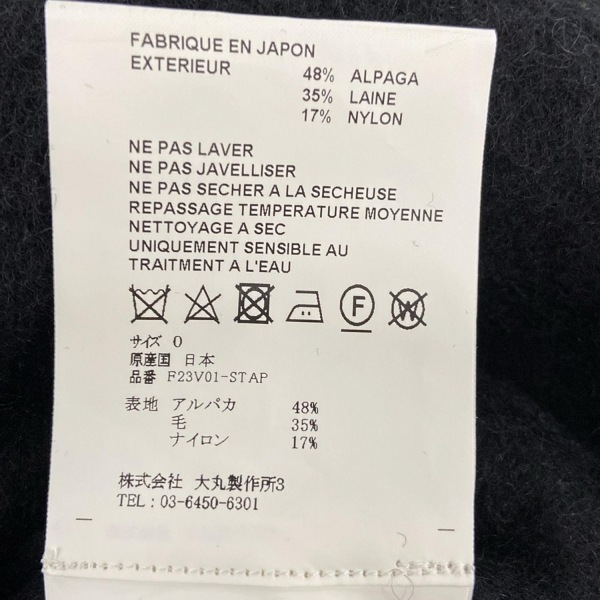 FABRIQUE EN JAPON
EXTERIEUR 48% ALPAGA
35% LAINE
17% NYLON
NE PAS LAVER
NE PAS JAVELLISER
NE PAS SECHER A LA SECHEUSE
REPASSAGE TEMPERATURE MOYENNE
NETTOYAGE A SEC
UNIQUEMENT SENSIBLE AU
TRAITMENT A L'EAU
F W
サイズ 0
原産国 日本
品番 F23V01-STAP
表地 アルパカ 48%
毛 35%
ナイロン 17%
株式会社 大丸製作所3
TEL：03-6450-6301